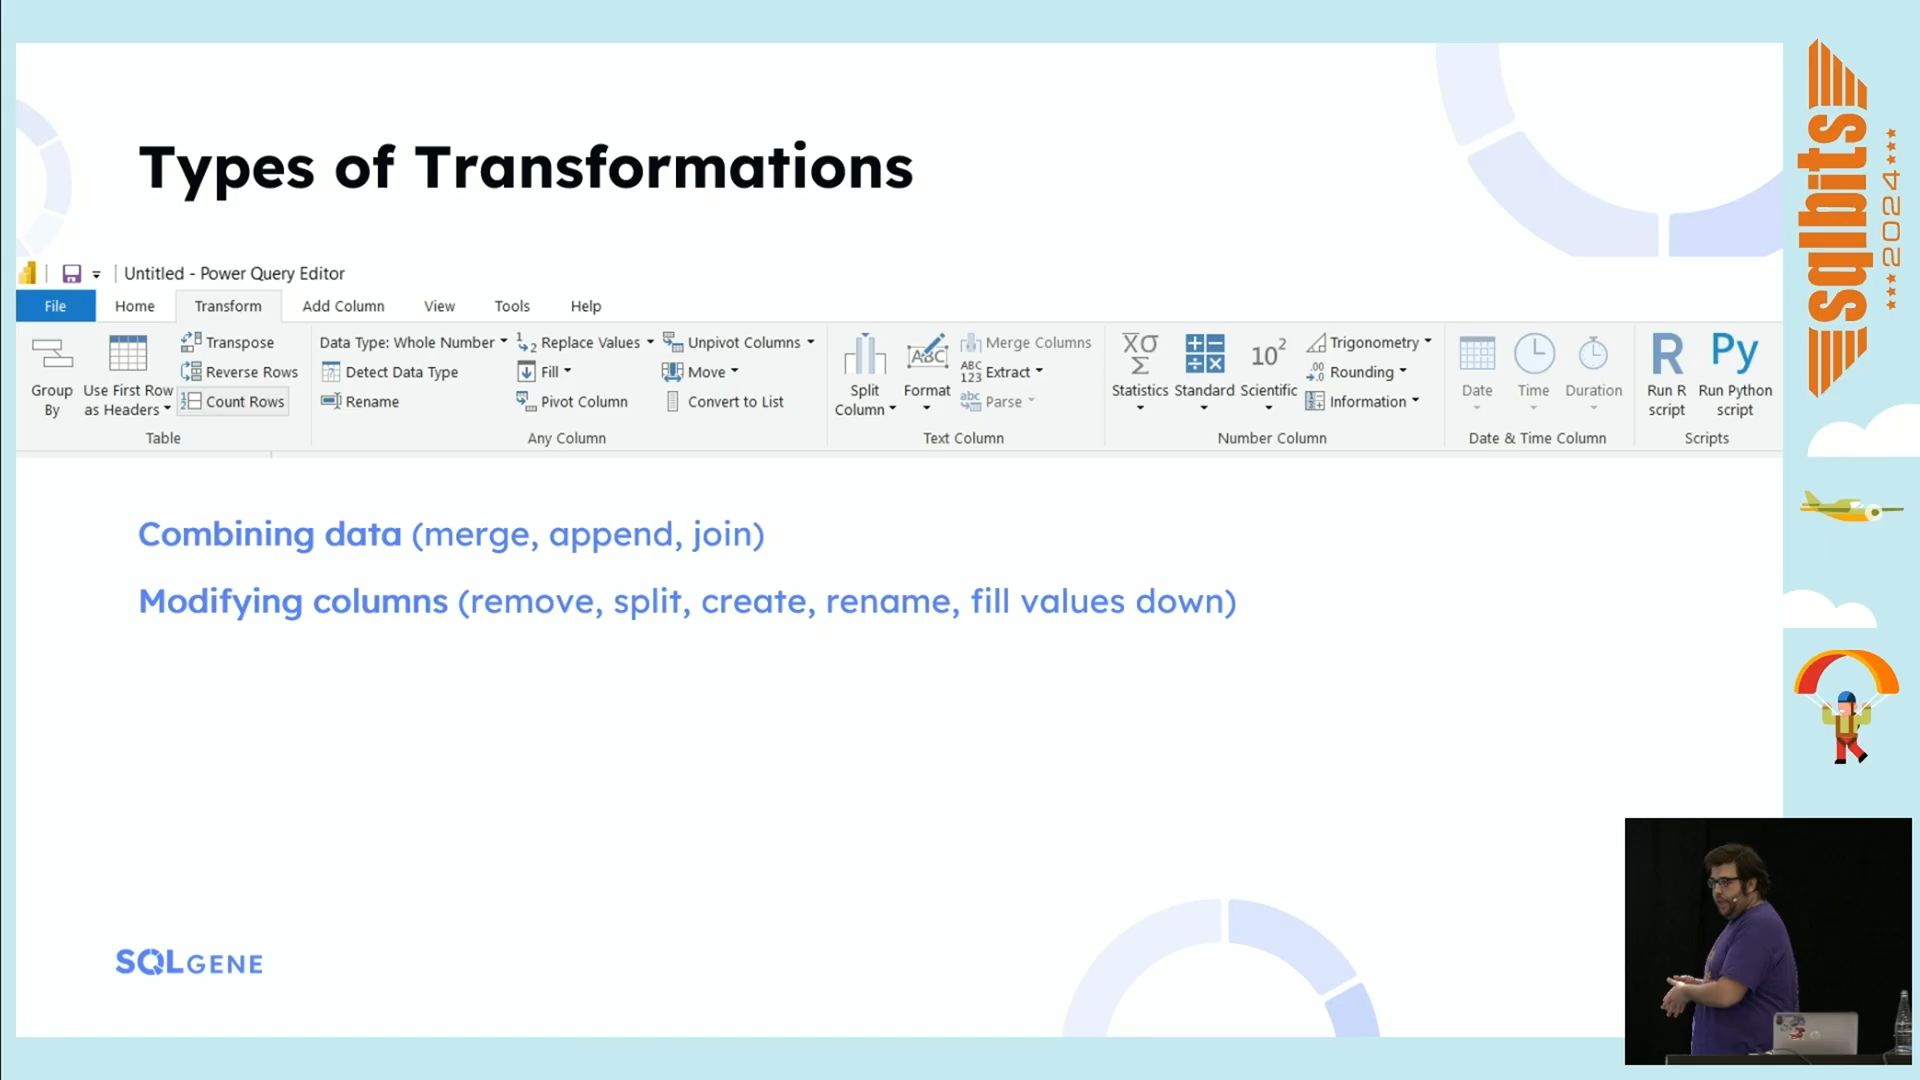 Types of Transformations
Untitled - Power Query Editor
File Home Transform Add Column View Tools Help
Group By
Use First Row as Headers
Transpose
Reverse Rows
Count Rows
Table
Data Type: Whole Number
Detect Data Type
Rename
Replace Values
Fill
Pivot Column
Unpivot Columns
Move
Convert to List
Any Column
Split Column
Format
Merge Columns
Extract
Parse
Text Column
Statistics
Standard
Scientific
Trigonometry
Rounding
Information
Number Column
Date
Time
Duration
Date & Time Column
Run R script
Run Python script
Scripts
Combining data (merge, append, join)
Modifying columns (remove, split, create, rename, fill values down)
SQLGENE
sqlbits
2024